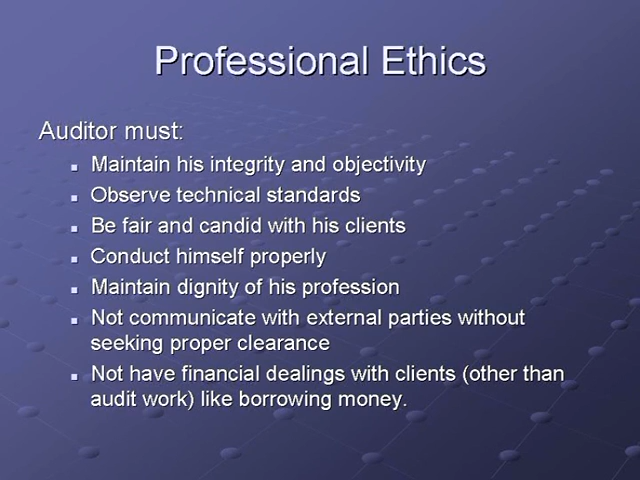 Professional Ethics
Auditor must:
Maintain his integrity and objectivity
Observe technical standards
Be fair and candid with his clients
Conduct himself properly
Maintain dignity of his profession
Not communicate with external parties without
seeking proper clearance
Not have financial dealings with clients (other than
audit work) like borrowing money.